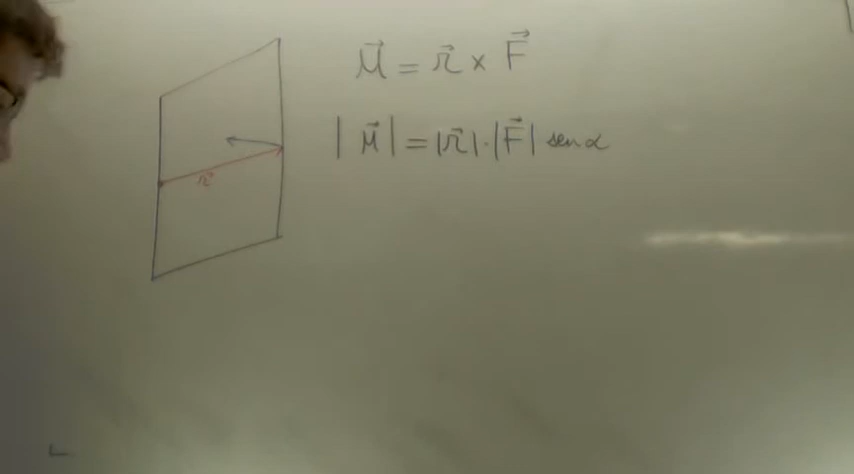 M⃗ = r⃗ × F⃗
|M⃗| = |r⃗|·|F⃗| sen α
r⃗